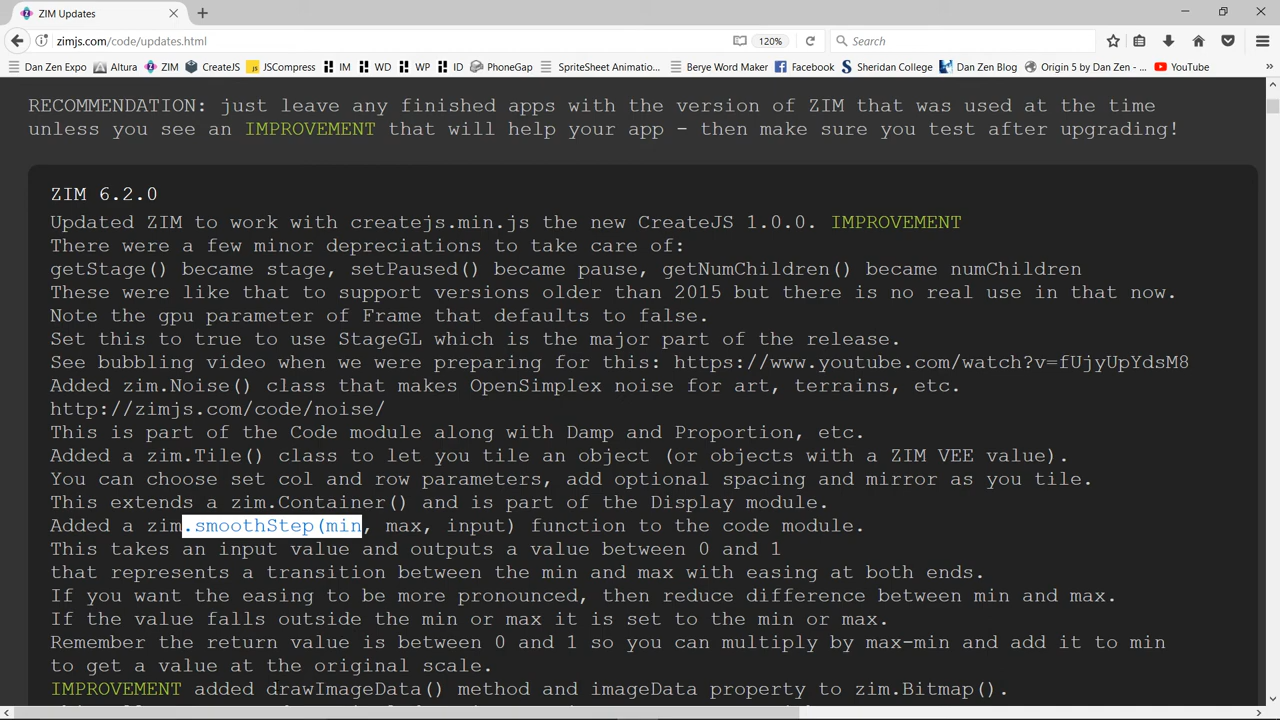 ZIM Updates
zimjs.com/code/updates.html
120%
Search
Dan Zen Expo
Altura
ZIM
CreateJS
JSCompress
IM
WD
WP
ID
PhoneGap
SpriteSheet Animatio...
Berye Word Maker
Facebook
Sheridan College
Dan Zen Blog
Origin 5 by Dan Zen - ...
YouTube
RECOMMENDATION: just leave any finished apps with the version of ZIM that was used at the time
unless you see an IMPROVEMENT that will help your app - then make sure you test after upgrading!
ZIM 6.2.0
Updated ZIM to work with createjs.min.js the new CreateJS 1.0.0. IMPROVEMENT
There were a few minor depreciations to take care of:
getStage() became stage, setPaused() became pause, getNumChildren() became numChildren
These were like that to support versions older than 2015 but there is no real use in that now.
Note the gpu parameter of Frame that defaults to false.
Set this to true to use StageGL which is the major part of the release.
See bubbling video when we were preparing for this: https://www.youtube.com/watch?v=fUjyUpYdsM8
Added zim.Noise() class that makes OpenSimplex noise for art, terrains, etc.
http://zimjs.com/code/noise/
This is part of the Code module along with Damp and Proportion, etc.
Added a zim.Tile() class to let you tile an object (or objects with a ZIM VEE value).
You can choose set col and row parameters, add optional spacing and mirror as you tile.
This extends a zim.Container() and is part of the Display module.
Added a zim.smoothStep(min, max, input) function to the code module.
This takes an input value and outputs a value between 0 and 1
that represents a transition between the min and max with easing at both ends.
If you want the easing to be more pronounced, then reduce difference between min and max.
If the value falls outside the min or max it is set to the min or max.
Remember the return value is between 0 and 1 so you can multiply by max-min and add it to min
to get a value at the original scale.
IMPROVEMENT added drawImageData() method and imageData property to zim.Bitmap().